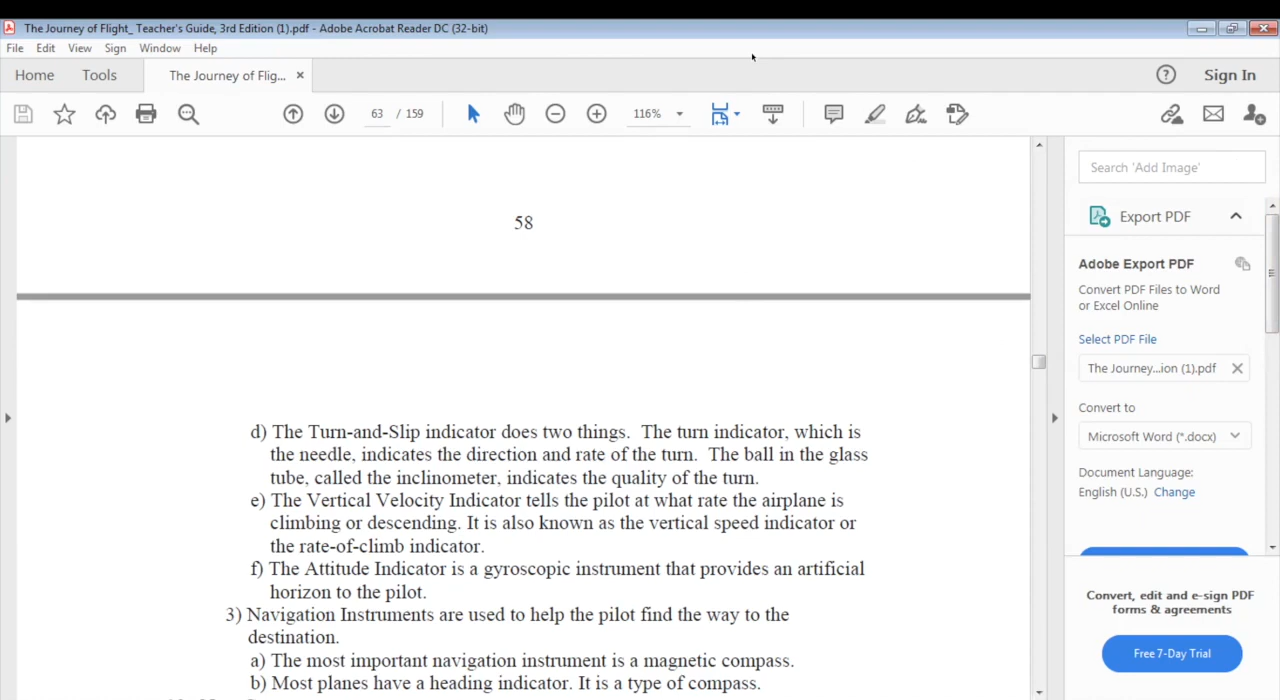 The Journey of Flight_ Teacher's Guide, 3rd Edition (1).pdf - Adobe Acrobat Reader DC (32-bit)
File Edit View Sign Window Help
Home Tools The Journey of Flig... × Sign In
63 / 159 116%
Search 'Add Image'
58
Export PDF
Adobe Export PDF
Convert PDF Files to Word
or Excel Online
Select PDF File
The Journey...ion (1).pdf
Convert to
Microsoft Word (*.docx)
Document Language:
English (U.S.) Change
d) The Turn-and-Slip indicator does two things. The turn indicator, which is
the needle, indicates the direction and rate of the turn. The ball in the glass
tube, called the inclinometer, indicates the quality of the turn.
e) The Vertical Velocity Indicator tells the pilot at what rate the airplane is
climbing or descending. It is also known as the vertical speed indicator or
the rate-of-climb indicator.
f) The Attitude Indicator is a gyroscopic instrument that provides an artificial
horizon to the pilot.
3) Navigation Instruments are used to help the pilot find the way to the
destination.
a) The most important navigation instrument is a magnetic compass.
b) Most planes have a heading indicator. It is a type of compass.
Convert, edit and e-sign PDF
forms & agreements
Free 7-Day Trial